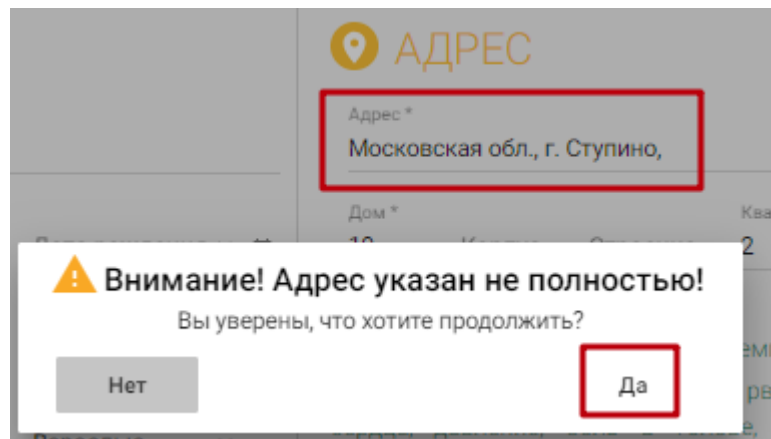 АДРЕС
Адрес *
Московская обл., г. Ступино,
Дом *
2
Внимание! Адрес указан не полностью!
Вы уверены, что хотите продолжить?
Нет
Да